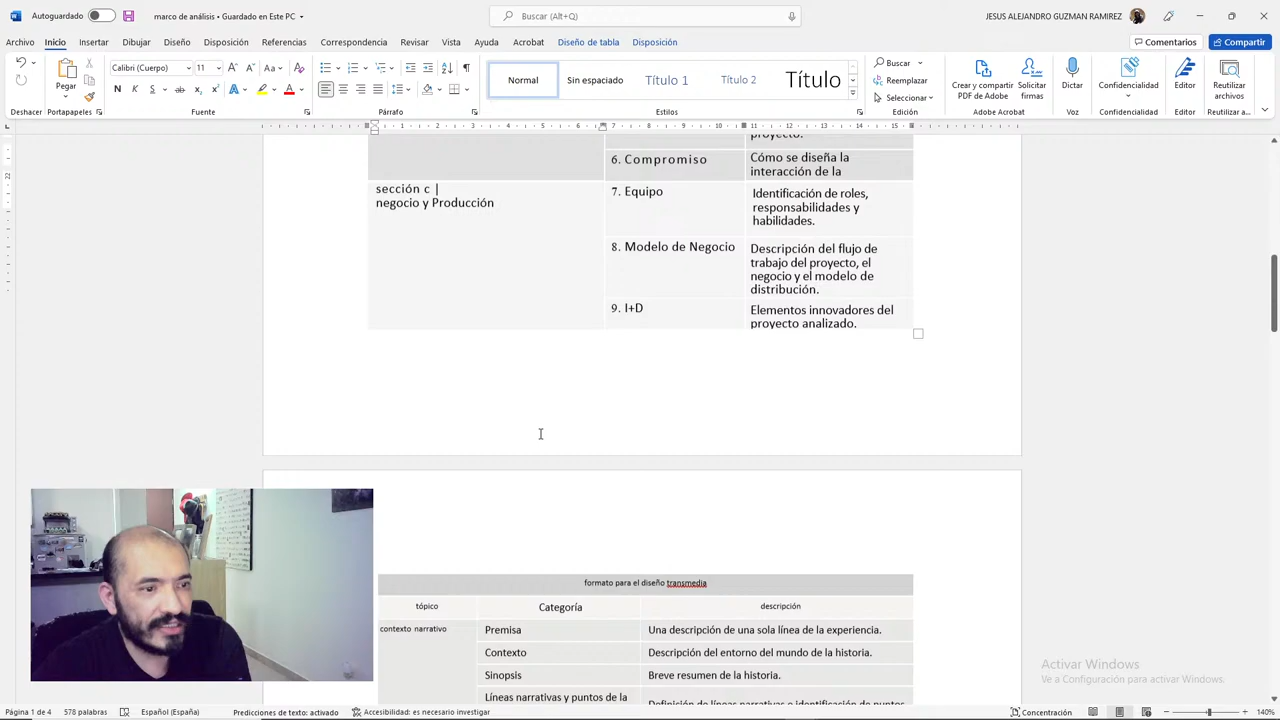 Autoguardado
marco de análisis • Guardado en Este PC
Buscar (Alt+Q)
JESUS ALEJANDRO GUZMAN RAMIREZ
Archivo Inicio Insertar Dibujar Diseño Disposición Referencias Correspondencia Revisar Vista Ayuda Acrobat Diseño de tabla Disposición
Comentarios Compartir
Pegar
Calibri (Cuerpo) 11
N K S
Normal Sin espaciado Título 1 Título 2 Título
Buscar
Reemplazar
Seleccionar
Crear y compartir PDF de Adobe
Solicitar firmas
Dictar
Confidencialidad
Editor
Reutilizar archivos
Deshacer Portapapeles Fuente Párrafo Estilos Edición Adobe Acrobat Voz Confidencialidad Editor Reutilizar a...
proyecto.
6. Compromiso
Cómo se diseña la
interacción de la
sección c |
negocio y Producción
7. Equipo
Identificación de roles,
responsabilidades y
habilidades.
8. Modelo de Negocio
Descripción del flujo de
trabajo del proyecto, el
negocio y el modelo de
distribución.
9. I+D
Elementos innovadores del
proyecto analizado.
formato para el diseño transmedia
tópico Categoría descripción
contexto narrativo
Premisa Una descripción de una sola línea de la experiencia.
Contexto Descripción del entorno del mundo de la historia.
Sinopsis Breve resumen de la historia.
Líneas narrativas y puntos de la
Definición de líneas narrativas e identificación de puntos
Activar Windows
Ve a Configuración para activar Windows.
Página 1 de 4 578 palabras Español (España) Predicciones de texto: activado Accesibilidad: es necesario investigar Concentración 140%